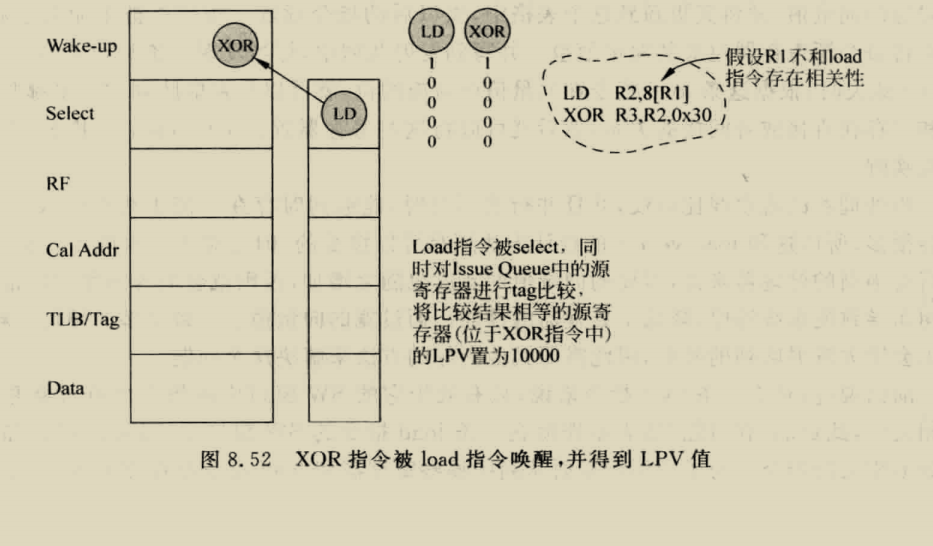 Wake-up
XOR
Select
LD
RF
Cal Addr
TLB/Tag
Data
LD XOR
1 1
0 0
0 0
0 0
0 0
假设R1不和load
指令存在相关性
LD R2,8[R1]
XOR R3,R2,0x30
Load指令被select，同
时对Issue Queue中的源
寄存器进行tag比较，
将比较结果相等的源寄
存器(位于XOR指令中)
的LPV置为10000
图 8.52 XOR 指令被 load 指令唤醒,并得到 LPV 值